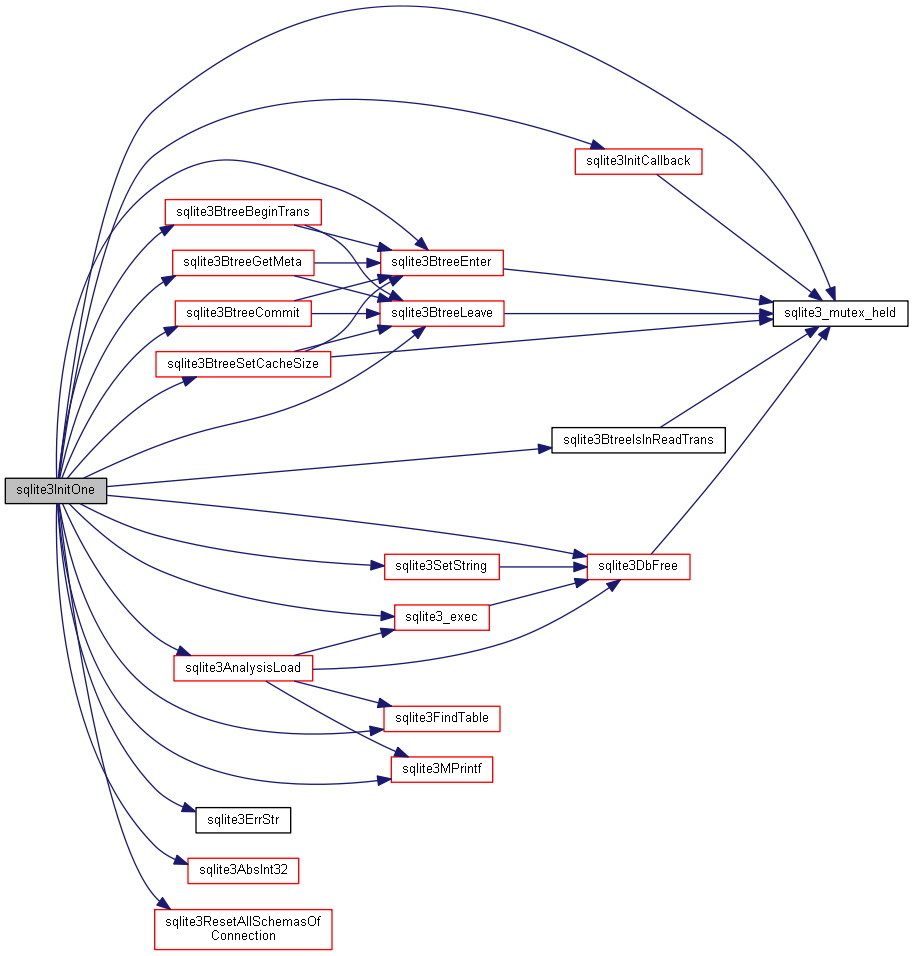 sqlite3InitCallback
sqlite3BtreeBeginTrans
sqlite3BtreeGetMeta
sqlite3BtreeEnter
sqlite3BtreeCommit
sqlite3BtreeLeave
sqlite3_mutex_held
sqlite3BtreeSetCacheSize
sqlite3BtreeIsInReadTrans
sqlite3InitOne
sqlite3SetString
sqlite3DbFree
sqlite3_exec
sqlite3AnalysisLoad
sqlite3FindTable
sqlite3MPrintf
sqlite3ErrStr
sqlite3AbsInt32
sqlite3ResetAllSchemasOf
Connection